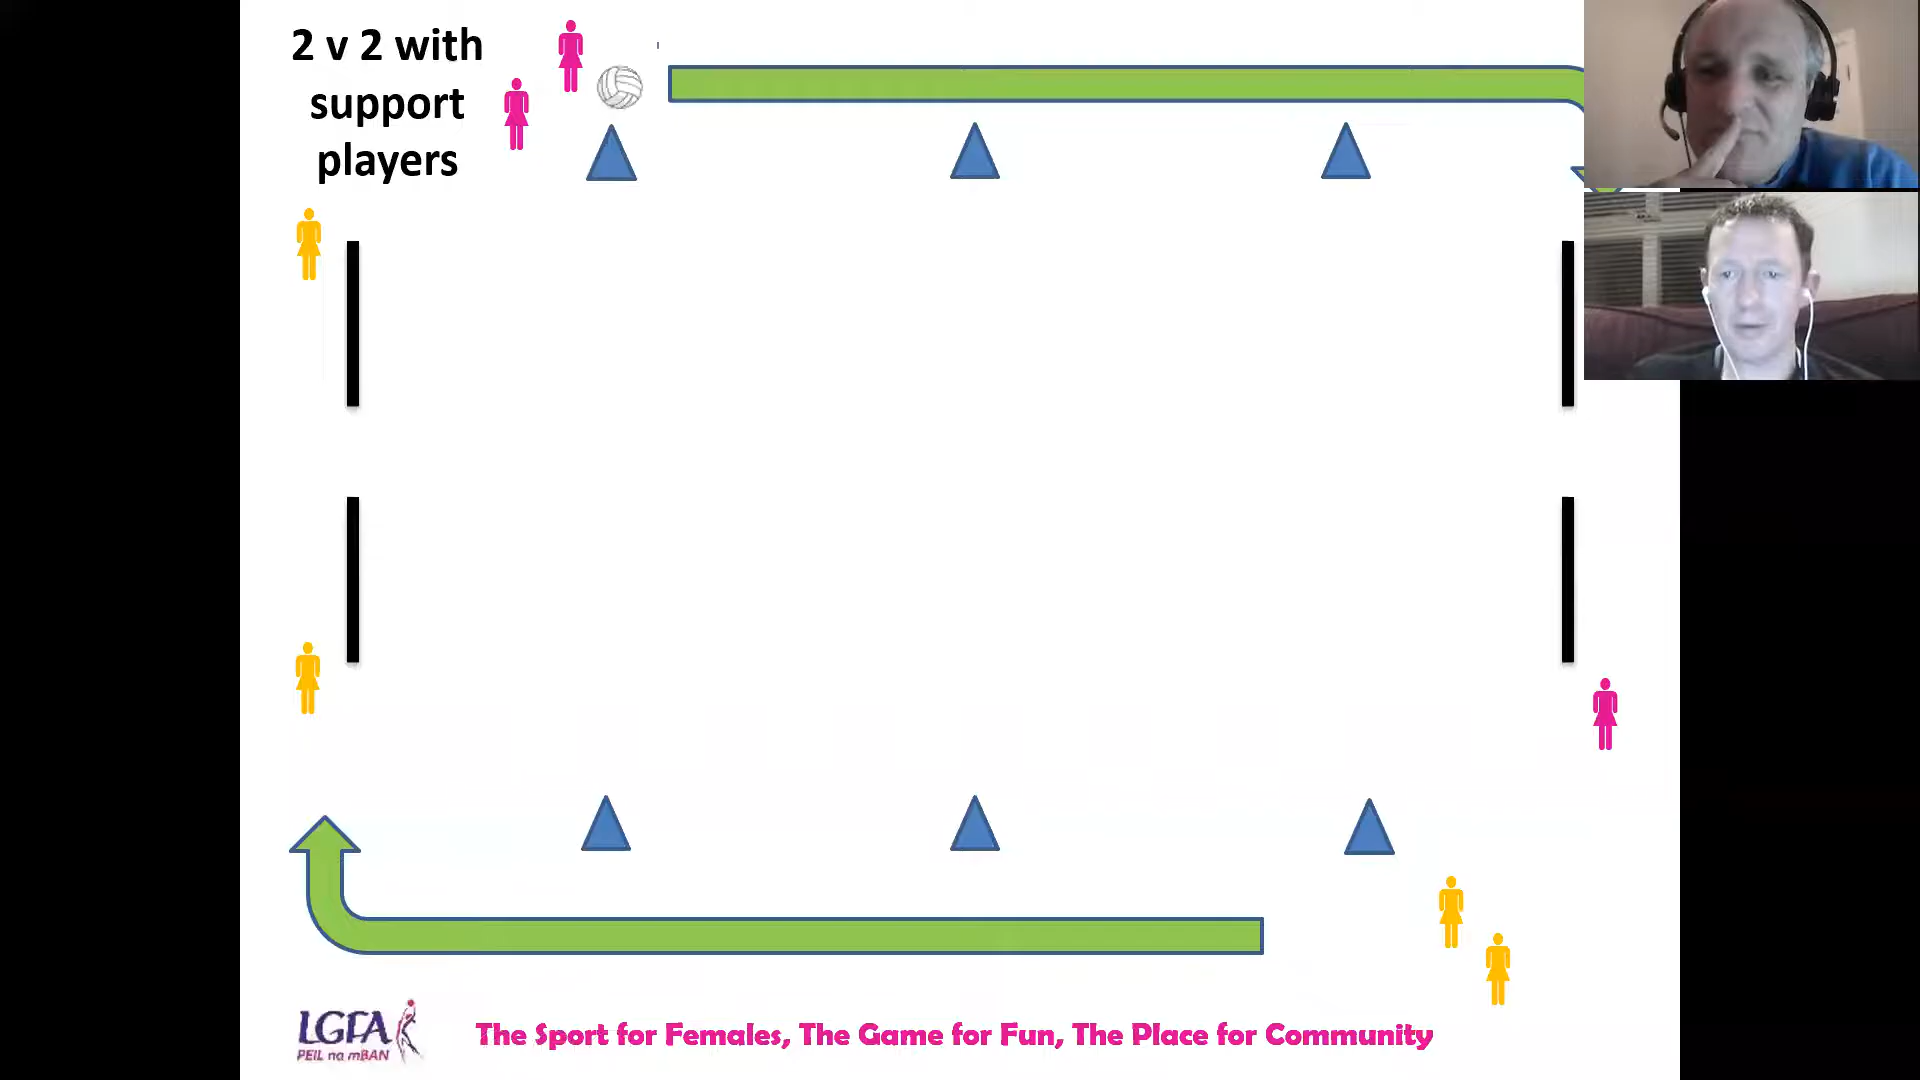 2 v 2 with
support
players
LGFA
PEIL na mBAN
The Sport for Females, The Game for Fun, The Place for Community